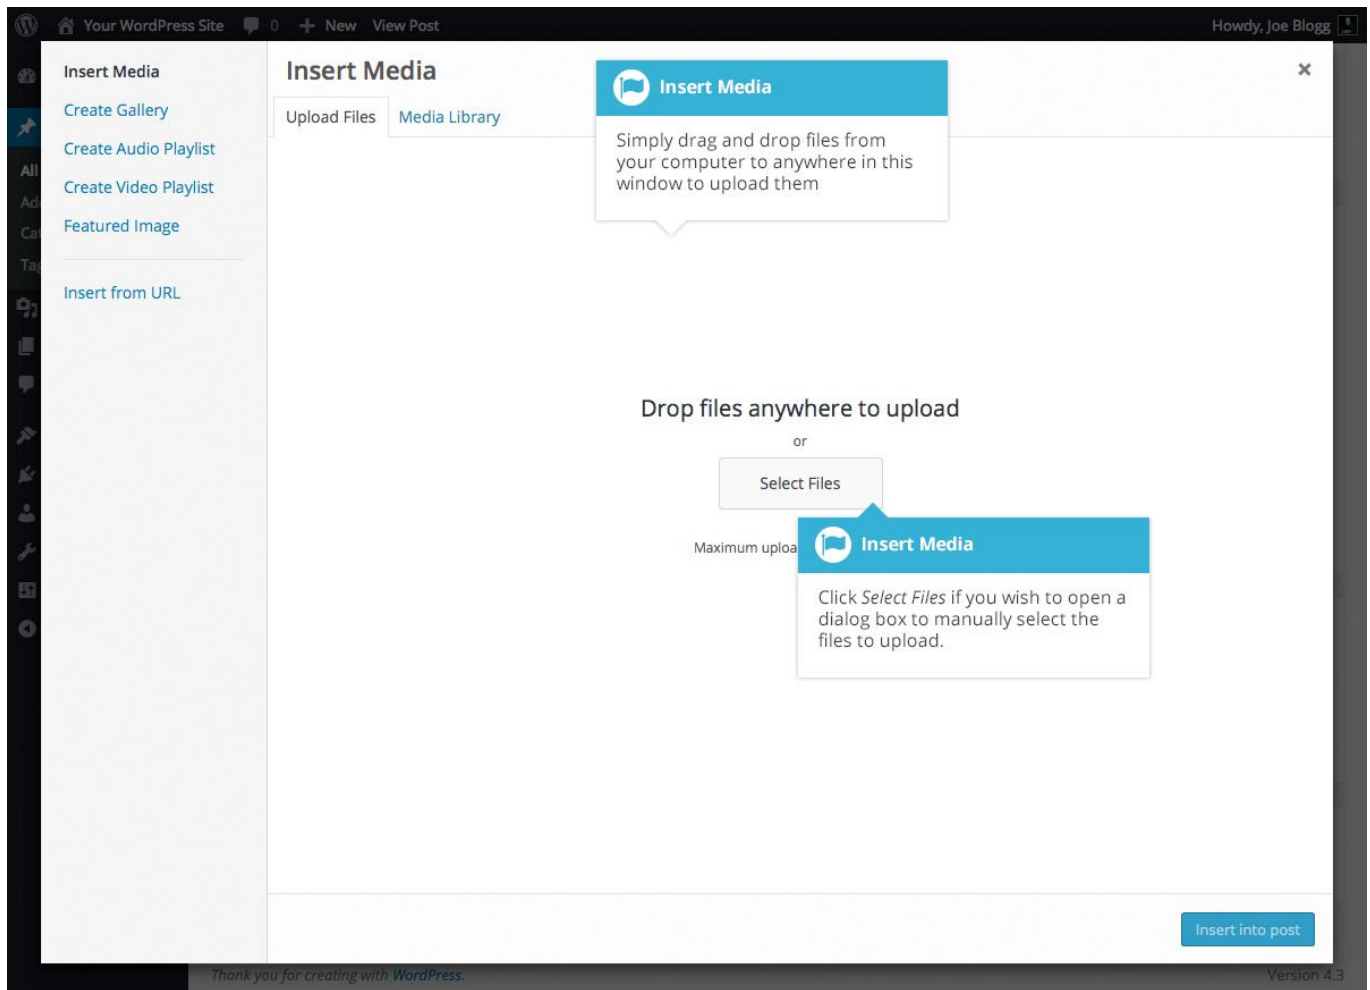 Your WordPress Site 0 New View Post Howdy, Joe Blogg
Insert Media
Create Gallery
Create Audio Playlist
Create Video Playlist
Featured Image
Insert from URL
All
Insert Media
Upload Files Media Library
Insert Media
Simply drag and drop files from
your computer to anywhere in this
window to upload them
Drop files anywhere to upload
or
Select Files
Maximum uploa
Insert Media
Click Select Files if you wish to open a
dialog box to manually select the
files to upload.
Insert into post
Thank you for creating with WordPress.
Version 4.3